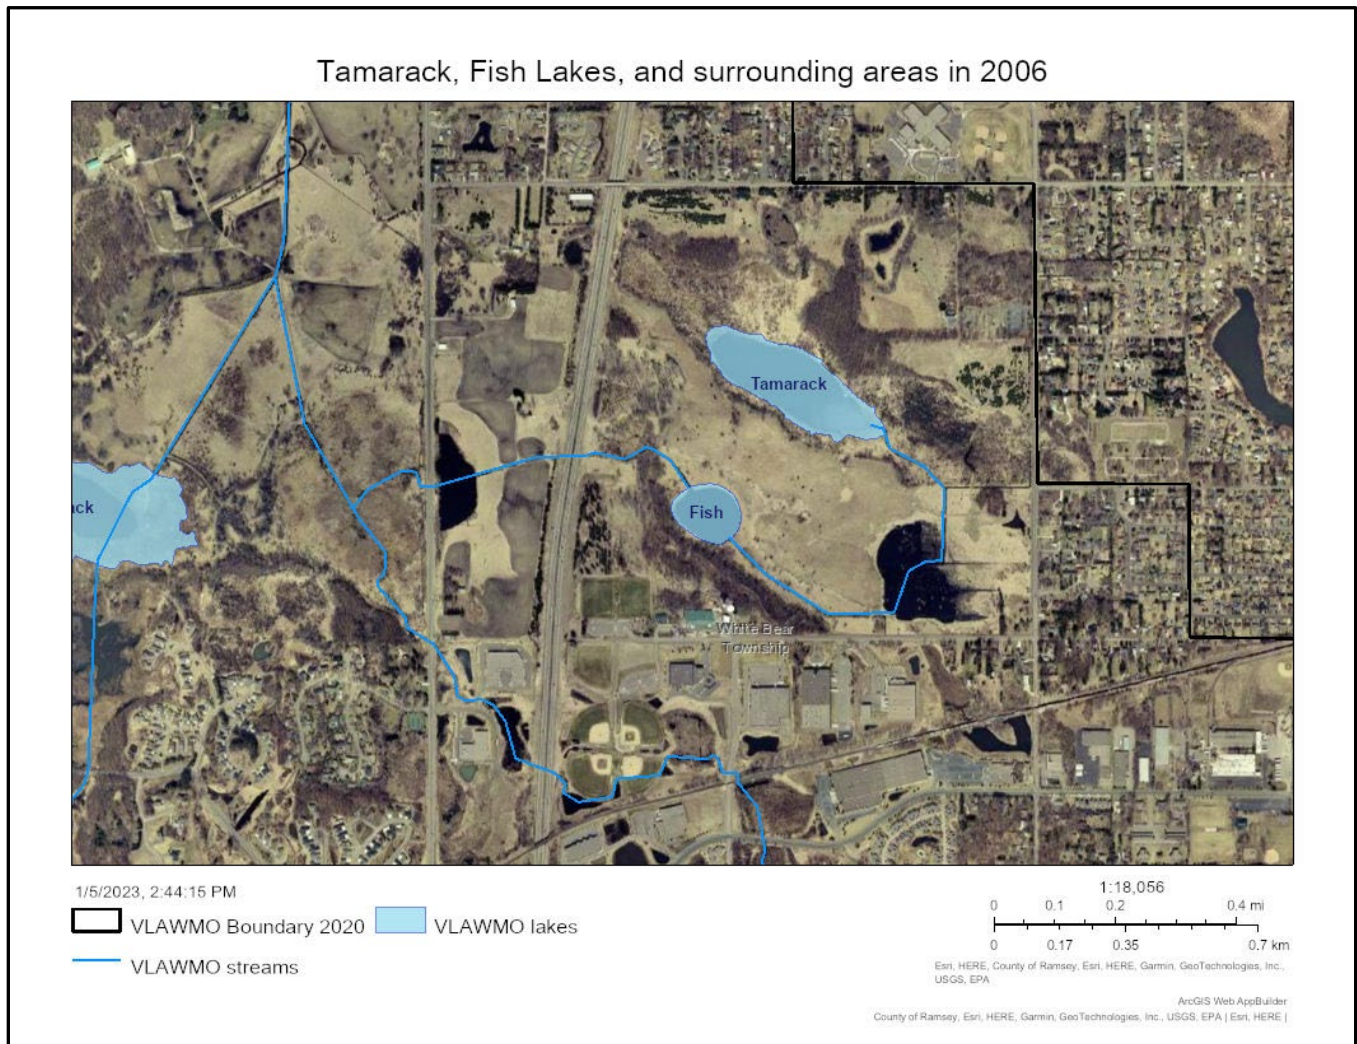 Tamarack, Fish Lakes, and surrounding areas in 2006
Tamarack
ack
Fish
White Bear
Township
1/5/2023, 2:44:15 PM
VLAWMO Boundary 2020
VLAWMO lakes
VLAWMO streams
1:18,056
0 0.1 0.2 0.4 mi
0 0.17 0.35 0.7 km
Esri, HERE, County of Ramsey, Esri, HERE, Garmin, GeoTechnologies, Inc.,
USGS, EPA
ArcGIS Web AppBuilder
County of Ramsey, Esri, HERE, Garmin, GeoTechnologies, Inc., USGS, EPA | Esri, HERE |